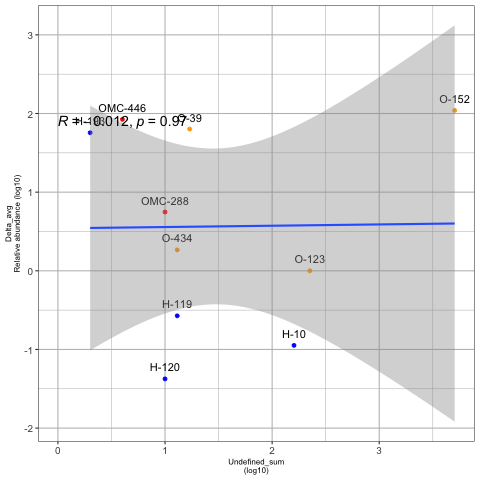 3
O-152
2
OMC-446
O-39
R = 0.012, p = 0.97
1
OMC-288
O-434
O-123
0
H-119
H-10
-1
H-120
-2
0
1
2
3
Delta_avg
Relative abundance (log10)
Undefined_sum
(log10)